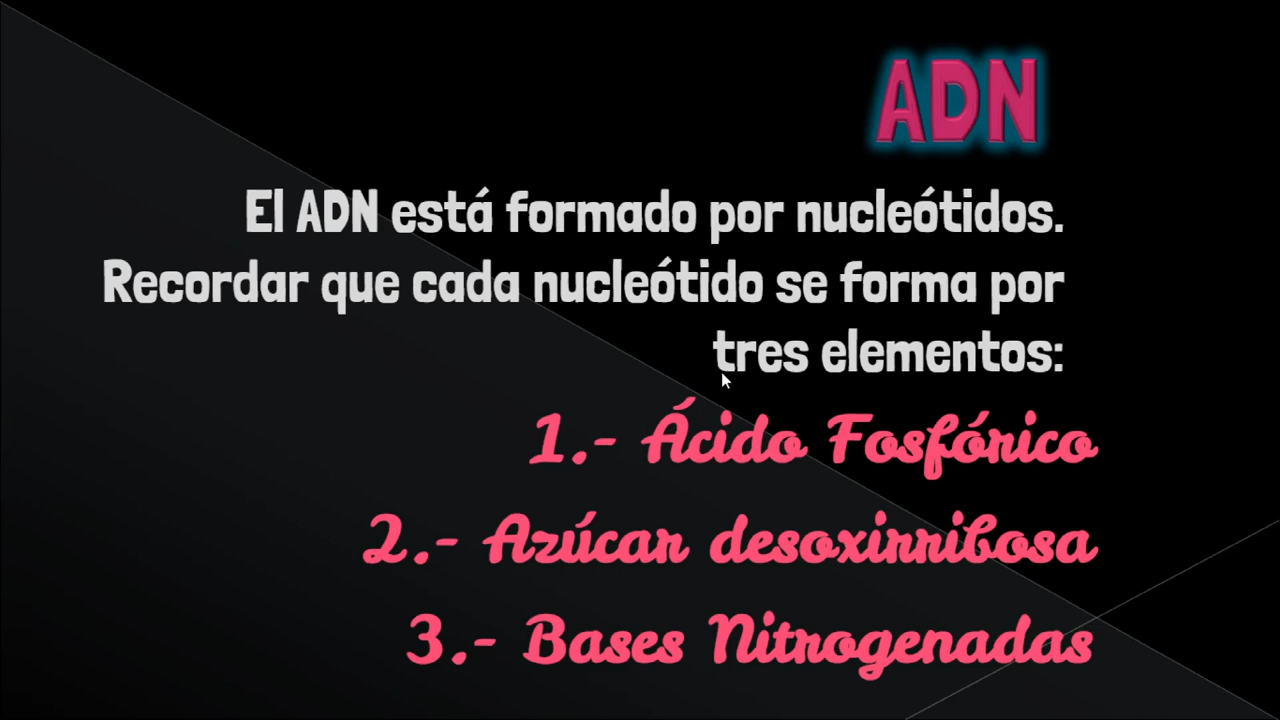 ADN
El ADN está formado por nucleótidos.
Recordar que cada nucleótido se forma por
tres elementos:
1.- Ácido Fosfórico
2.- Azúcar desoxirribosa
3.- Bases Nitrogenadas